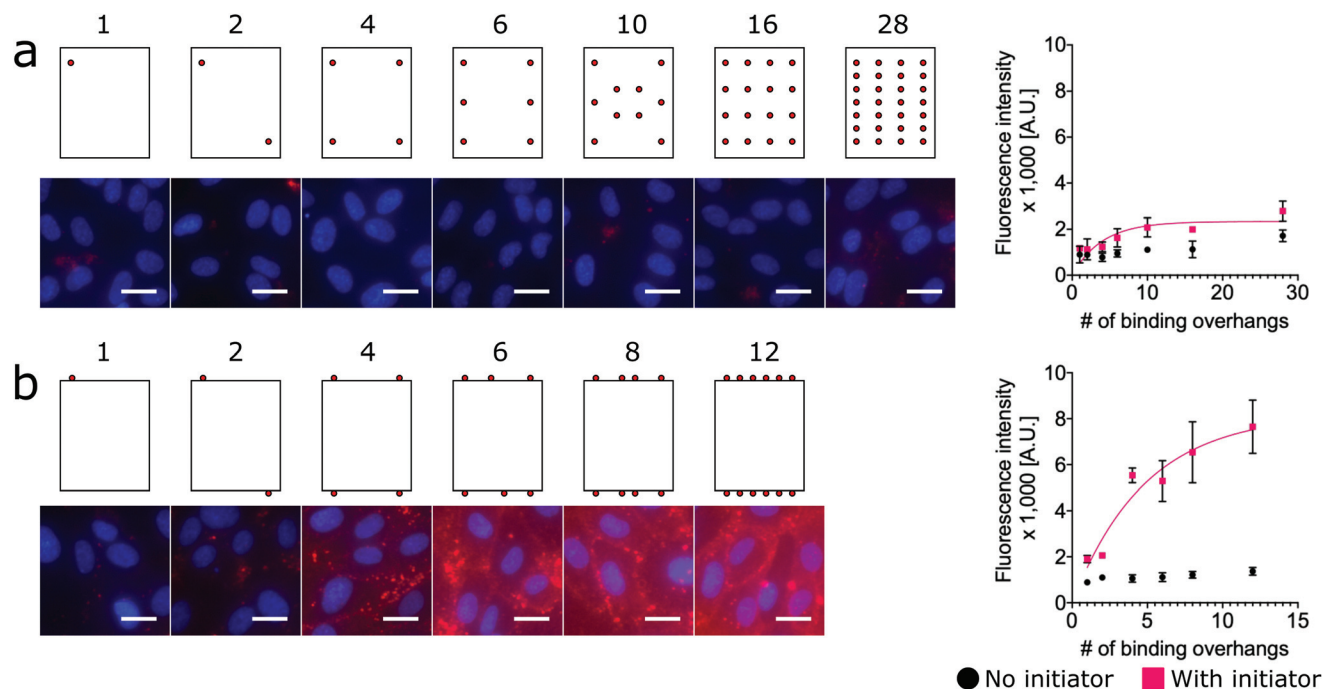 a
1 2 4 6 10 16 28
10
8
6
4
2
0
0 10 20 30
Fluorescence intensity
x 1,000 [A.U.]
# of binding overhangs
b
1 2 4 6 8 12
10
8
6
4
2
0
0 5 10 15
Fluorescence intensity
x 1,000 [A.U.]
# of binding overhangs
No initiator With initiator